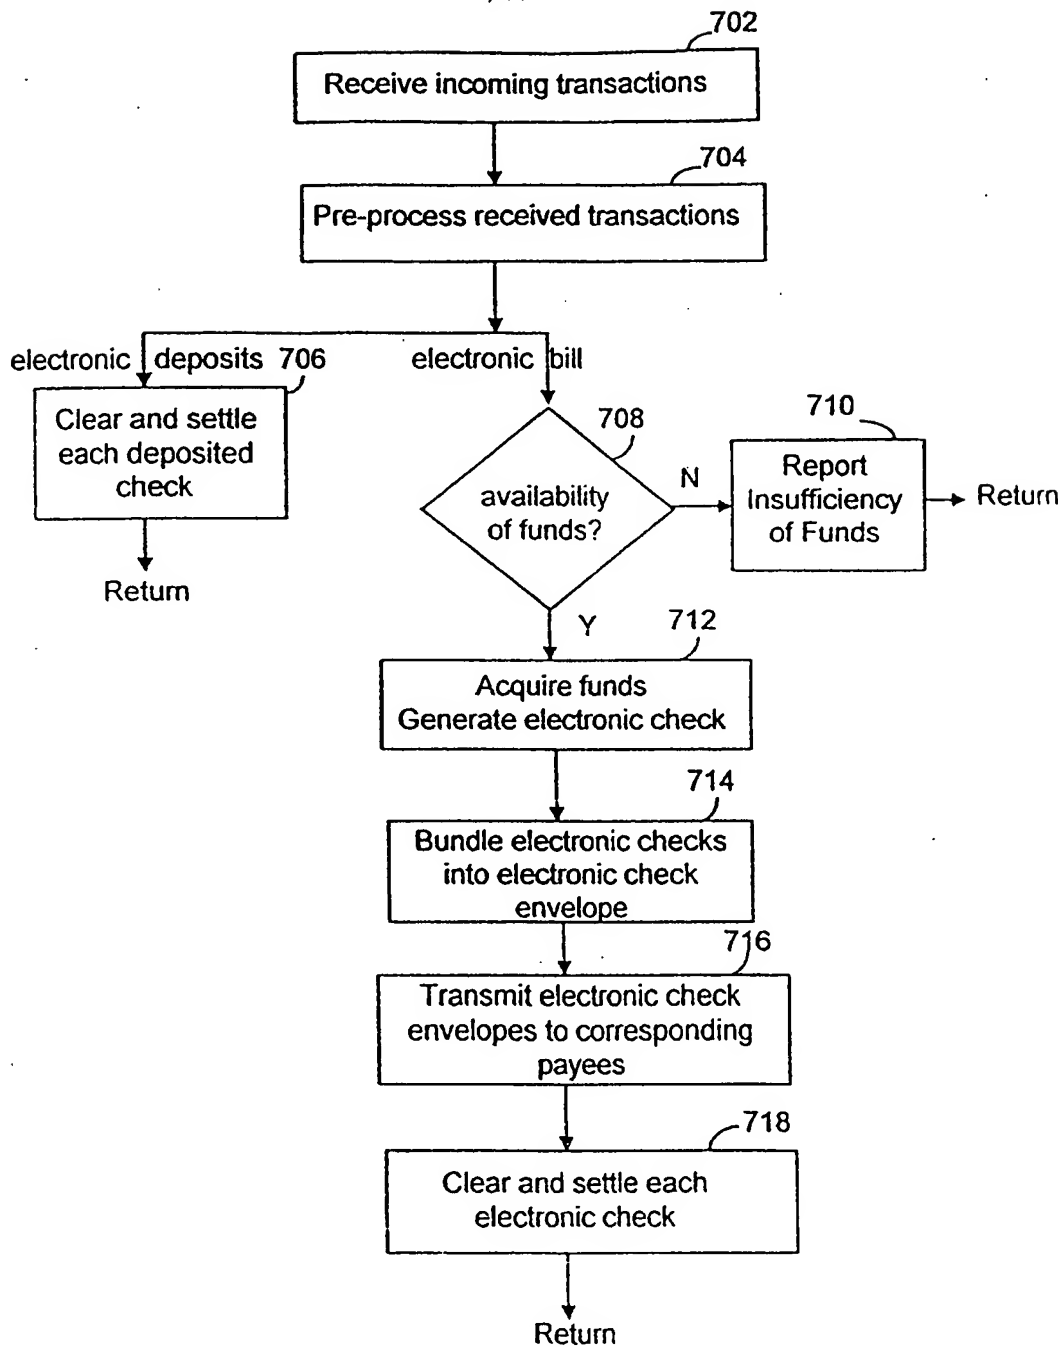 702
Receive incoming transactions
704
Pre-process received transactions
electronic deposits 706
electronic bill
Clear and settle
each deposited
check
Return
708
availability
of funds?
N
710
Report
Insufficiency
of Funds
Return
Y
712
Acquire funds
Generate electronic check
714
Bundle electronic checks
into electronic check
envelope
716
Transmit electronic check
envelopes to corresponding
payees
718
Clear and settle each
electronic check
Return